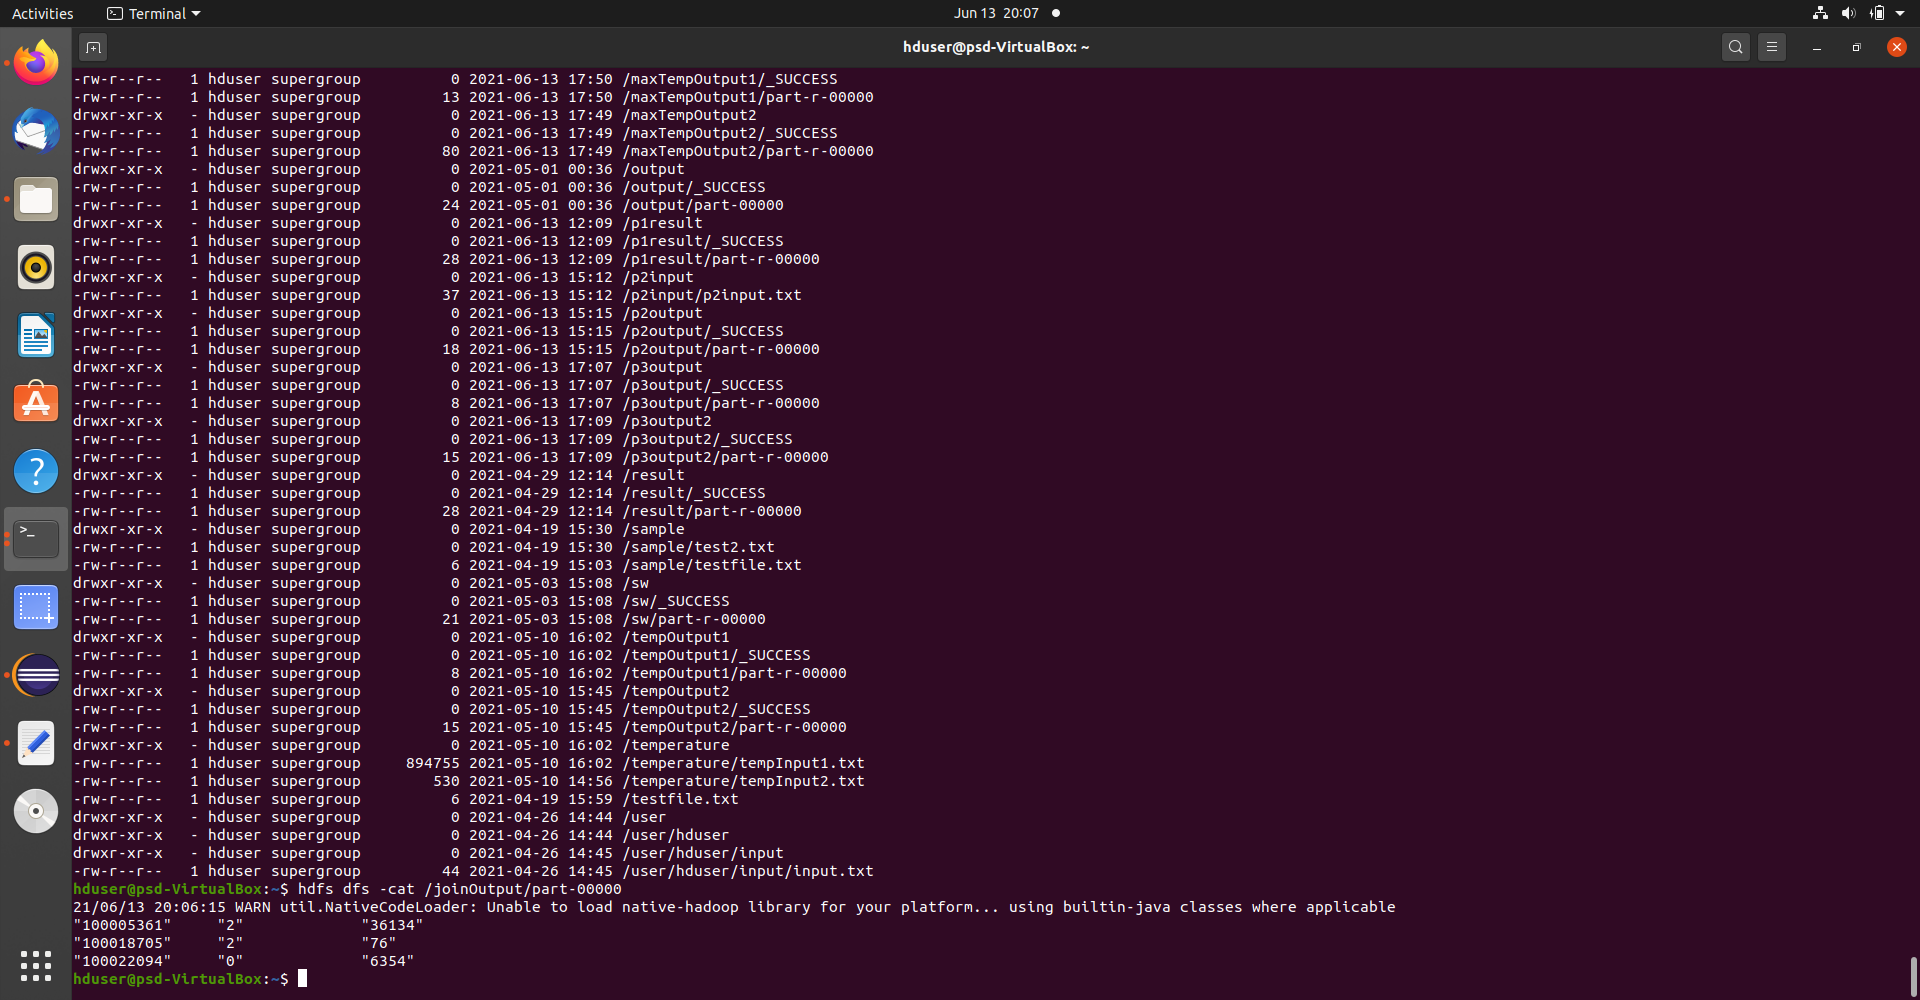 Activities Terminal Jun 13 20:07
hduser@psd-VirtualBox: ~
-rw-r--r-- 1 hduser supergroup 0 2021-06-13 17:50 /maxTempOutput1/_SUCCESS
-rw-r--r-- 1 hduser supergroup 13 2021-06-13 17:50 /maxTempOutput1/part-r-00000
drwxr-xr-x - hduser supergroup 0 2021-06-13 17:49 /maxTempOutput2
-rw-r--r-- 1 hduser supergroup 0 2021-06-13 17:49 /maxTempOutput2/_SUCCESS
-rw-r--r-- 1 hduser supergroup 80 2021-06-13 17:49 /maxTempOutput2/part-r-00000
drwxr-xr-x - hduser supergroup 0 2021-05-01 00:36 /output
-rw-r--r-- 1 hduser supergroup 0 2021-05-01 00:36 /output/_SUCCESS
-rw-r--r-- 1 hduser supergroup 24 2021-05-01 00:36 /output/part-00000
drwxr-xr-x - hduser supergroup 0 2021-06-13 12:09 /p1result
-rw-r--r-- 1 hduser supergroup 0 2021-06-13 12:09 /p1result/_SUCCESS
-rw-r--r-- 1 hduser supergroup 28 2021-06-13 12:09 /p1result/part-r-00000
drwxr-xr-x - hduser supergroup 0 2021-06-13 15:12 /p2input
-rw-r--r-- 1 hduser supergroup 37 2021-06-13 15:12 /p2input/p2input.txt
drwxr-xr-x - hduser supergroup 0 2021-06-13 15:15 /p2output
-rw-r--r-- 1 hduser supergroup 0 2021-06-13 15:15 /p2output/_SUCCESS
-rw-r--r-- 1 hduser supergroup 18 2021-06-13 15:15 /p2output/part-r-00000
drwxr-xr-x - hduser supergroup 0 2021-06-13 17:07 /p3output
-rw-r--r-- 1 hduser supergroup 0 2021-06-13 17:07 /p3output/_SUCCESS
-rw-r--r-- 1 hduser supergroup 8 2021-06-13 17:07 /p3output/part-r-00000
drwxr-xr-x - hduser supergroup 0 2021-06-13 17:09 /p3output2
-rw-r--r-- 1 hduser supergroup 0 2021-06-13 17:09 /p3output2/_SUCCESS
-rw-r--r-- 1 hduser supergroup 15 2021-06-13 17:09 /p3output2/part-r-00000
drwxr-xr-x - hduser supergroup 0 2021-04-29 12:14 /result
-rw-r--r-- 1 hduser supergroup 0 2021-04-29 12:14 /result/_SUCCESS
-rw-r--r-- 1 hduser supergroup 28 2021-04-29 12:14 /result/part-r-00000
drwxr-xr-x - hduser supergroup 0 2021-04-19 15:30 /sample
-rw-r--r-- 1 hduser supergroup 0 2021-04-19 15:30 /sample/test2.txt
-rw-r--r-- 1 hduser supergroup 6 2021-04-19 15:03 /sample/testfile.txt
drwxr-xr-x - hduser supergroup 0 2021-05-03 15:08 /sw
-rw-r--r-- 1 hduser supergroup 0 2021-05-03 15:08 /sw/_SUCCESS
-rw-r--r-- 1 hduser supergroup 21 2021-05-03 15:08 /sw/part-r-00000
drwxr-xr-x - hduser supergroup 0 2021-05-10 16:02 /tempOutput1
-rw-r--r-- 1 hduser supergroup 0 2021-05-10 16:02 /tempOutput1/_SUCCESS
-rw-r--r-- 1 hduser supergroup 8 2021-05-10 16:02 /tempOutput1/part-r-00000
drwxr-xr-x - hduser supergroup 0 2021-05-10 15:45 /tempOutput2
-rw-r--r-- 1 hduser supergroup 0 2021-05-10 15:45 /tempOutput2/_SUCCESS
-rw-r--r-- 1 hduser supergroup 15 2021-05-10 15:45 /tempOutput2/part-r-00000
drwxr-xr-x - hduser supergroup 0 2021-05-10 16:02 /temperature
-rw-r--r-- 1 hduser supergroup 894755 2021-05-10 16:02 /temperature/tempInput1.txt
-rw-r--r-- 1 hduser supergroup 530 2021-05-10 14:56 /temperature/tempInput2.txt
-rw-r--r-- 1 hduser supergroup 6 2021-04-19 15:59 /testfile.txt
drwxr-xr-x - hduser supergroup 0 2021-04-26 14:44 /user
drwxr-xr-x - hduser supergroup 0 2021-04-26 14:44 /user/hduser
drwxr-xr-x - hduser supergroup 0 2021-04-26 14:45 /user/hduser/input
-rw-r--r-- 1 hduser supergroup 44 2021-04-26 14:45 /user/hduser/input/input.txt
hduser@psd-VirtualBox:~$ hdfs dfs -cat /joinOutput/part-00000
21/06/13 20:06:15 WARN util.NativeCodeLoader: Unable to load native-hadoop library for your platform... using builtin-java classes where applicable
"100005361" "2" "36134"
"100018705" "2" "76"
"100022094" "0" "6354"
hduser@psd-VirtualBox:~$